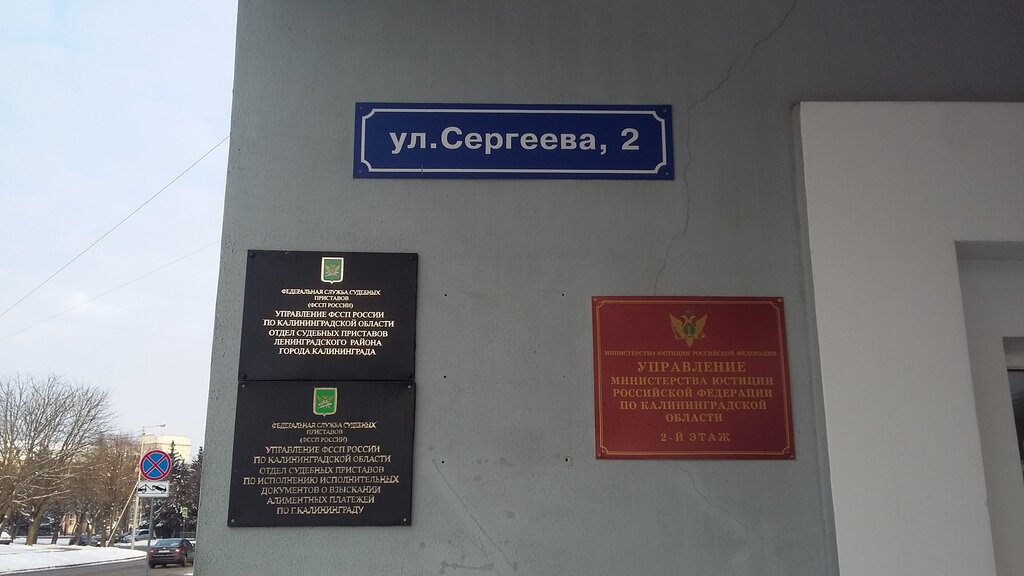 ул.Сергеева, 2
ФЕДЕРАЛЬНАЯ СЛУЖБА СУДЕБНЫХ
ПРИСТАВОВ
(ФССП РОССИИ)
УПРАВЛЕНИЕ ФССП РОССИИ
ПО КАЛИНИНГРАДСКОЙ ОБЛАСТИ
ОТДЕЛ СУДЕБНЫХ ПРИСТАВОВ
ЛЕНИНГРАДСКОГО РАЙОНА
ГОРОДА КАЛИНИНГРАДА
ФЕДЕРАЛЬНАЯ СЛУЖБА СУДЕБНЫХ
ПРИСТАВОВ
(ФССП РОССИИ)
УПРАВЛЕНИЕ ФССП РОССИИ
ПО КАЛИНИНГРАДСКОЙ ОБЛАСТИ
ОТДЕЛ СУДЕБНЫХ ПРИСТАВОВ
ПО ИСПОЛНЕНИЮ ИСПОЛНИТЕЛЬНЫХ
ДОКУМЕНТОВ О ВЗЫСКАНИИ
АЛИМЕНТНЫХ ПЛАТЕЖЕЙ
ПО Г.КАЛИНИНГРАДУ
МИНИСТЕРСТВО ЮСТИЦИИ РОССИЙСКОЙ ФЕДЕРАЦИИ
УПРАВЛЕНИЕ
МИНИСТЕРСТВА ЮСТИЦИИ
РОССИЙСКОЙ ФЕДЕРАЦИИ
ПО КАЛИНИНГРАДСКОЙ
ОБЛАСТИ
2-Й ЭТАЖ